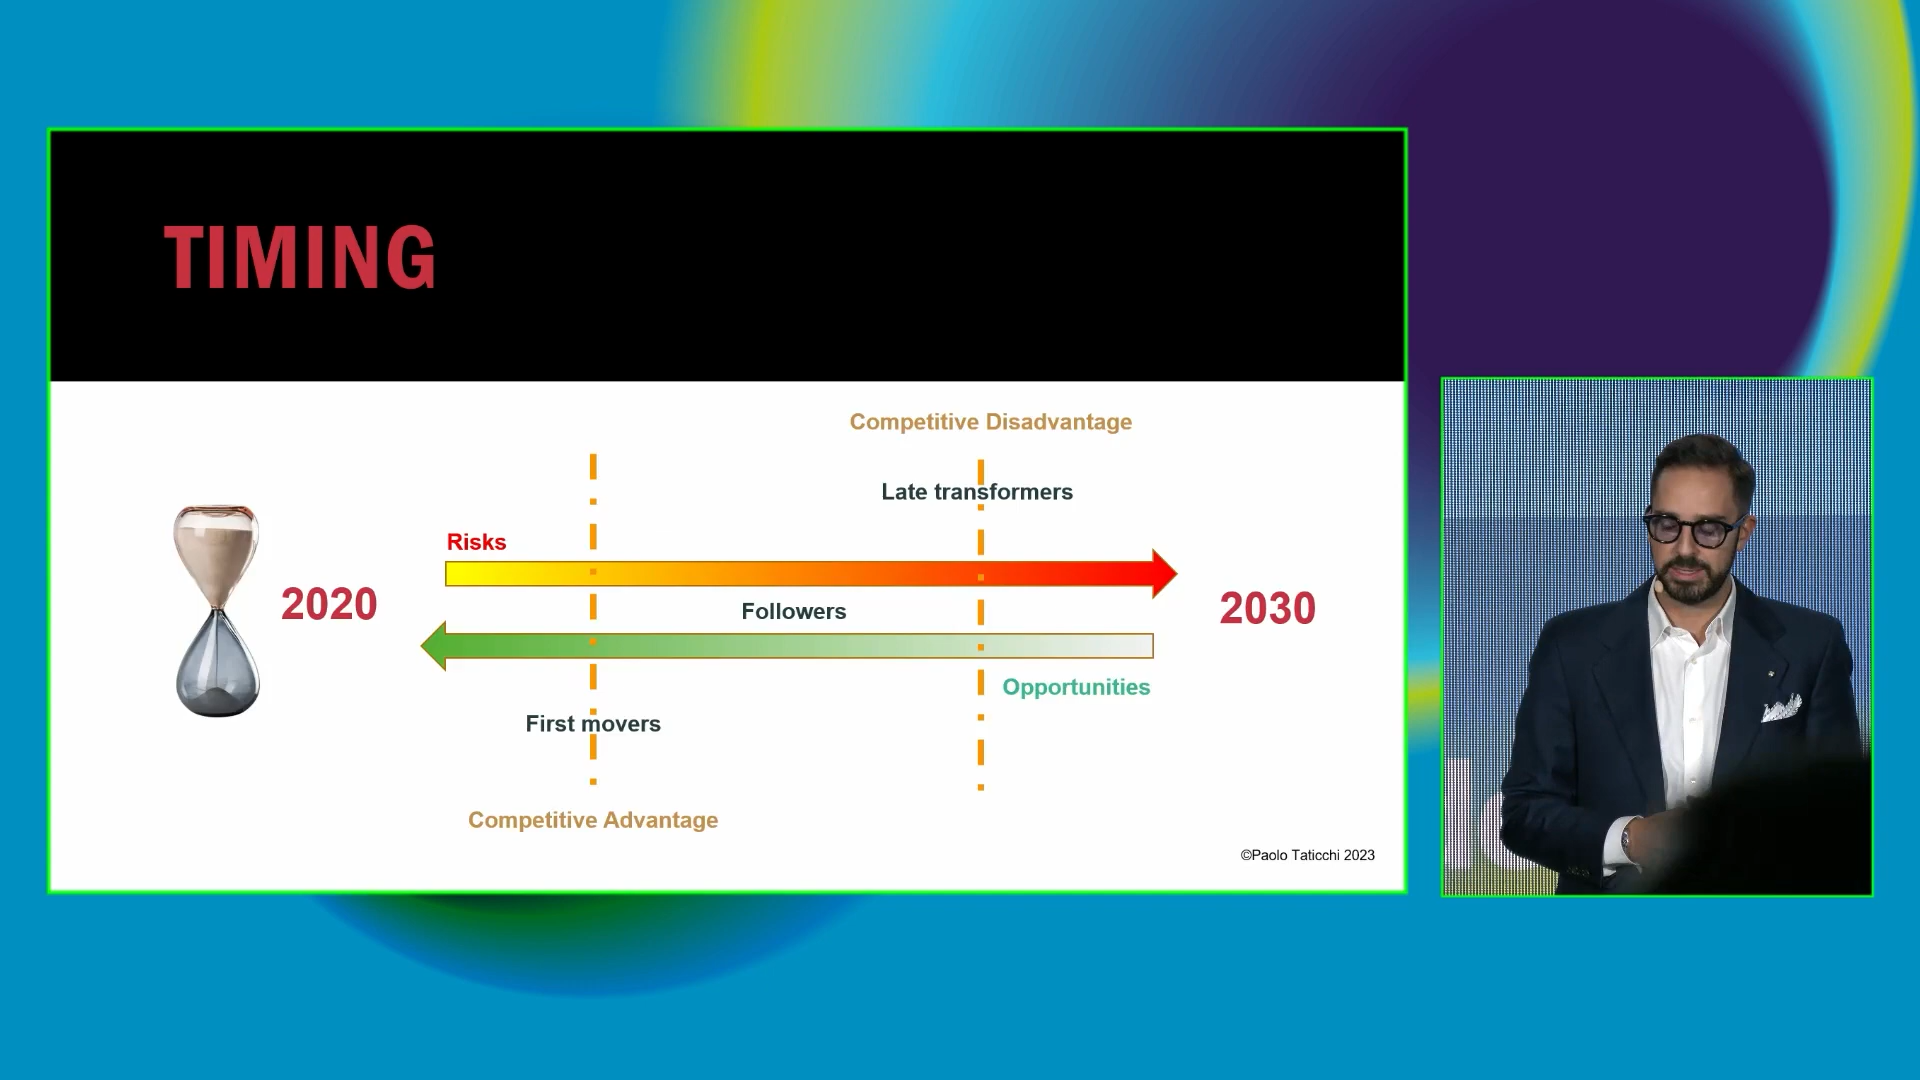 TIMING
Competitive Disadvantage
Late transformers
Risks
2020
Followers
2030
Opportunities
First movers
Competitive Advantage
©Paolo Taticchi 2023